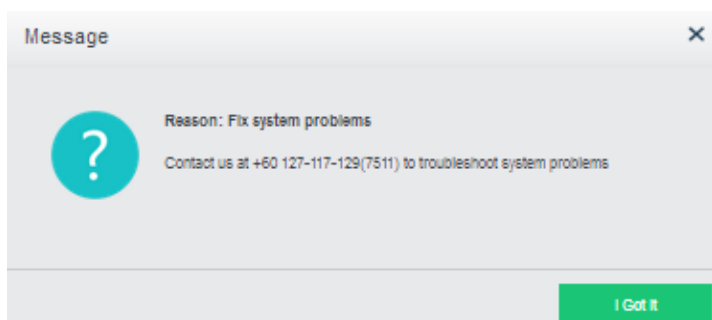 Message
?
Reason: Fix system problems
Contact us at +60 127-117-129(7511) to troubleshoot system problems
I Got It